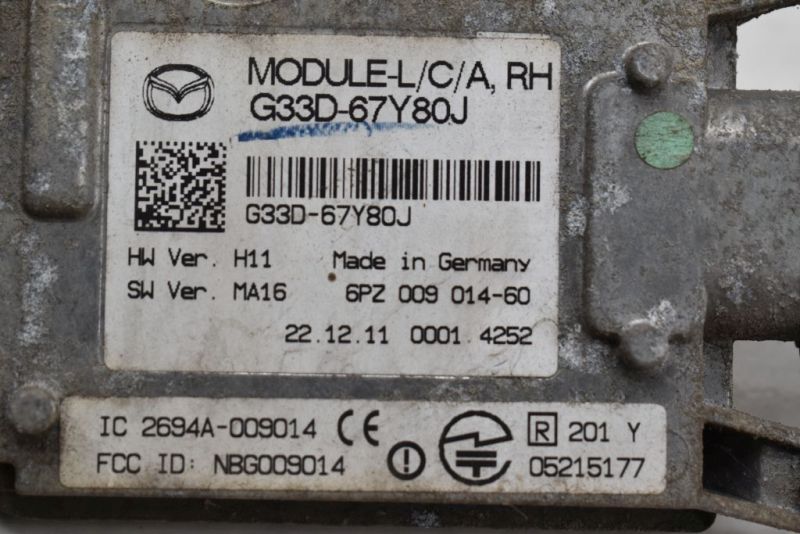 MODULE-L/C/A, RH
G33D-67Y80J
G33D-67Y80J
HW Ver. H11 Made in Germany
SW Ver. MA16 6PZ 009 014-60
22.12.11 0001 4252
IC 2694A-009014 CE R 201 Y
FCC ID: NBG009014 05215177